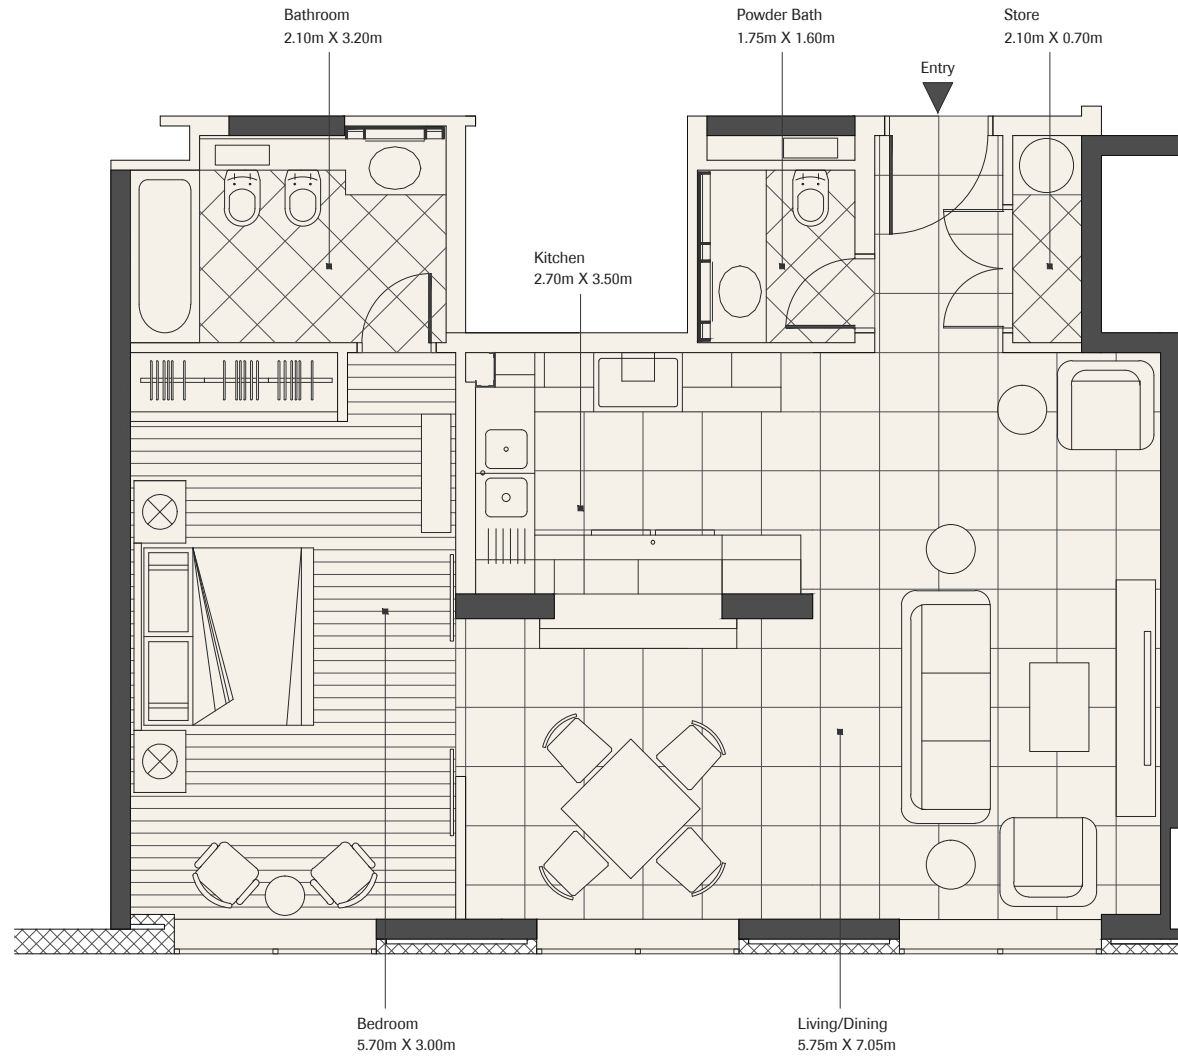 Bathroom
2.10m X 3.20m
Powder Bath
1.75m X 1.60m
Store
2.10m X 0.70m
Entry
Kitchen
2.70m X 3.50m
Bedroom
5.70m X 3.00m
Living/Dining
5.75m X 7.05m